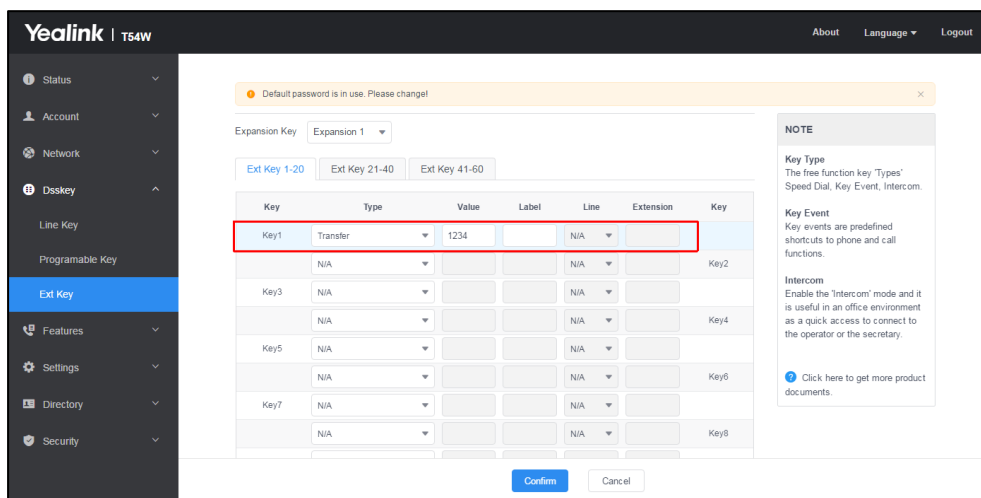 Yealink | T54W
About Language Logout
Status
Account
Network
Dsskey
Line Key
Programable Key
Ext Key
Features
Settings
Directory
Security
Default password is in use. Please change!
Expansion Key Expansion 1
Ext Key 1-20 Ext Key 21-40 Ext Key 41-60
Key Type Value Label Line Extension Key
Key1 Transfer 1234 N/A
N/A N/A Key2
Key3 N/A N/A
N/A N/A Key4
Key5 N/A N/A
N/A N/A Key6
Key7 N/A N/A
N/A N/A Key8
Confirm Cancel
NOTE
Key Type
The free function key 'Types'
Speed Dial, Key Event, Intercom.
Key Event
Key events are predefined
shortcuts to phone and call
functions.
Intercom
Enable the 'Intercom' mode and it
is useful in an office environment
as a quick access to connect to
the operator or the secretary.
Click here to get more product
documents.